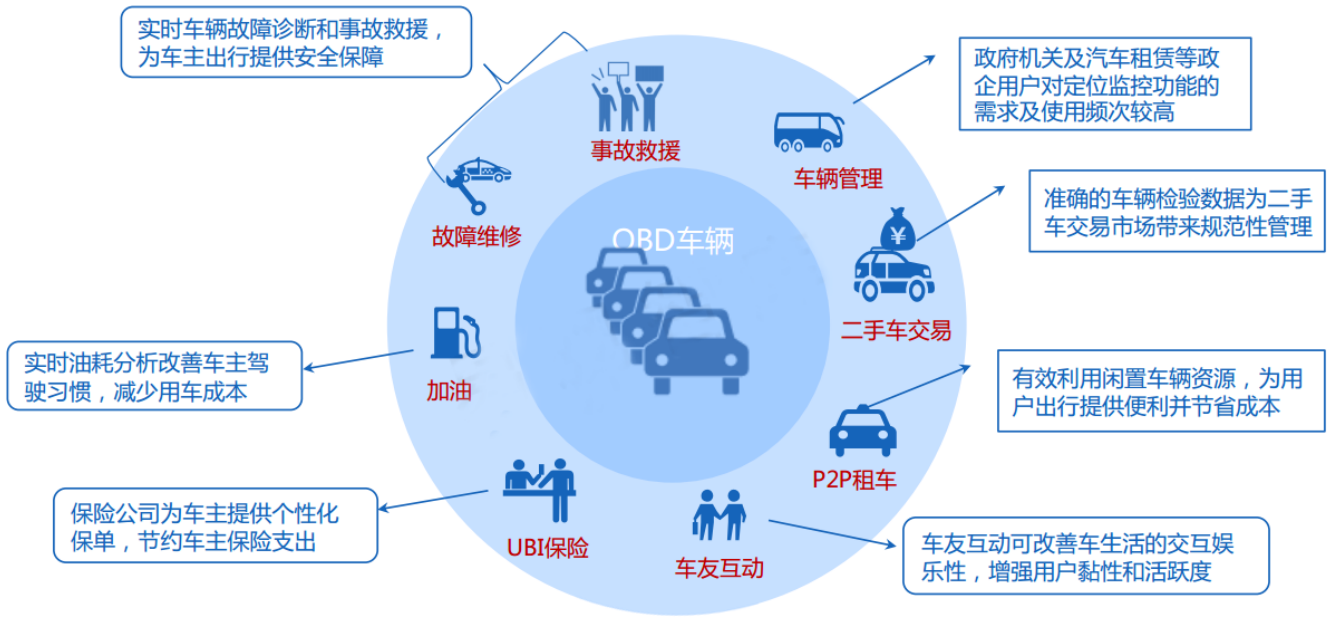 实时车辆故障诊断和事故救援，
为车主出行提供安全保障
政府机关及汽车租赁等政
企用户对定位监控功能的
需求及使用频次较高
事故救援
车辆管理
准确的车辆检验数据为二手
车交易市场带来规范性管理
¥
故障维修
OBD车辆
二手车交易
实时油耗分析改善车主驾
驶习惯，减少用车成本
加油
有效利用闲置车辆资源，为用
户出行提供便利并节省成本
P2P租车
保险公司为车主提供个性化
保单，节约车主保险支出
UBI保险
车友互动
车友互动可改善车生活的交互娱
乐性，增强用户黏性和活跃度